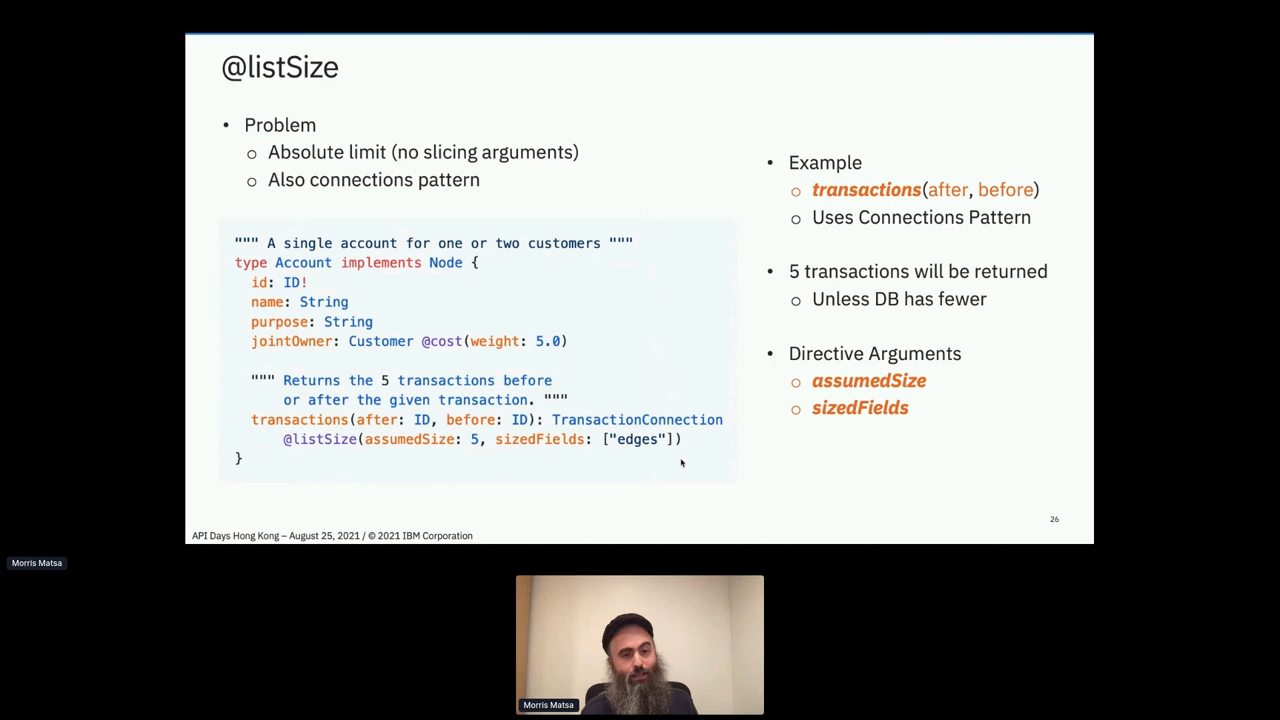 @listSize
• Problem
o Absolute limit (no slicing arguments)
o Also connections pattern
""" A single account for one or two customers """
type Account implements Node {
id: ID!
name: String
purpose: String
jointOwner: Customer @cost(weight: 5.0)
""" Returns the 5 transactions before
or after the given transaction. """
transactions(after: ID, before: ID): TransactionConnection
@listSize(assumedSize: 5, sizedFields: ["edges"])
}
• Example
o transactions(after, before)
o Uses Connections Pattern
• 5 transactions will be returned
o Unless DB has fewer
• Directive Arguments
o assumedSize
o sizedFields
26
API Days Hong Kong – August 25, 2021 / © 2021 IBM Corporation
Morris Matsa
Morris Matsa